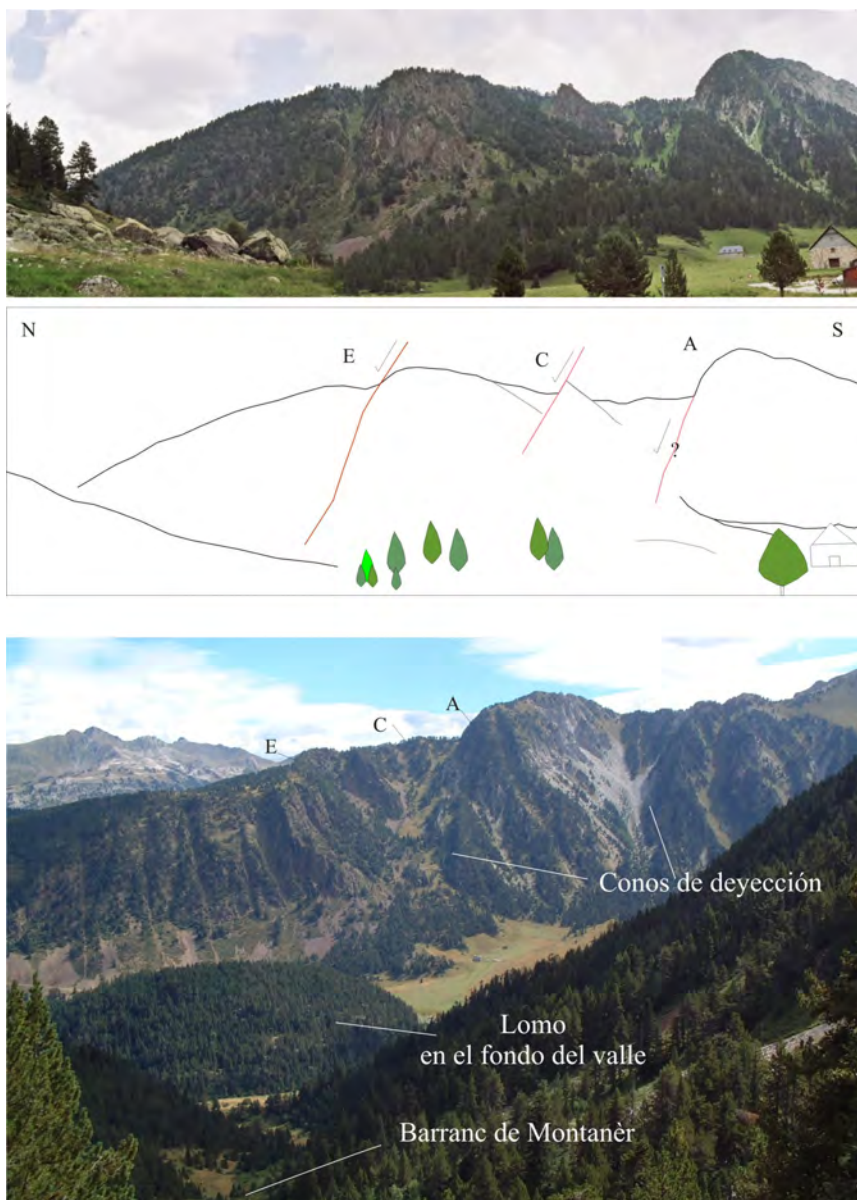 N
S
E
C
A
?
A
C
E
Conos de deyección
Lomo
en el fondo del valle
Barranc de Montanèr